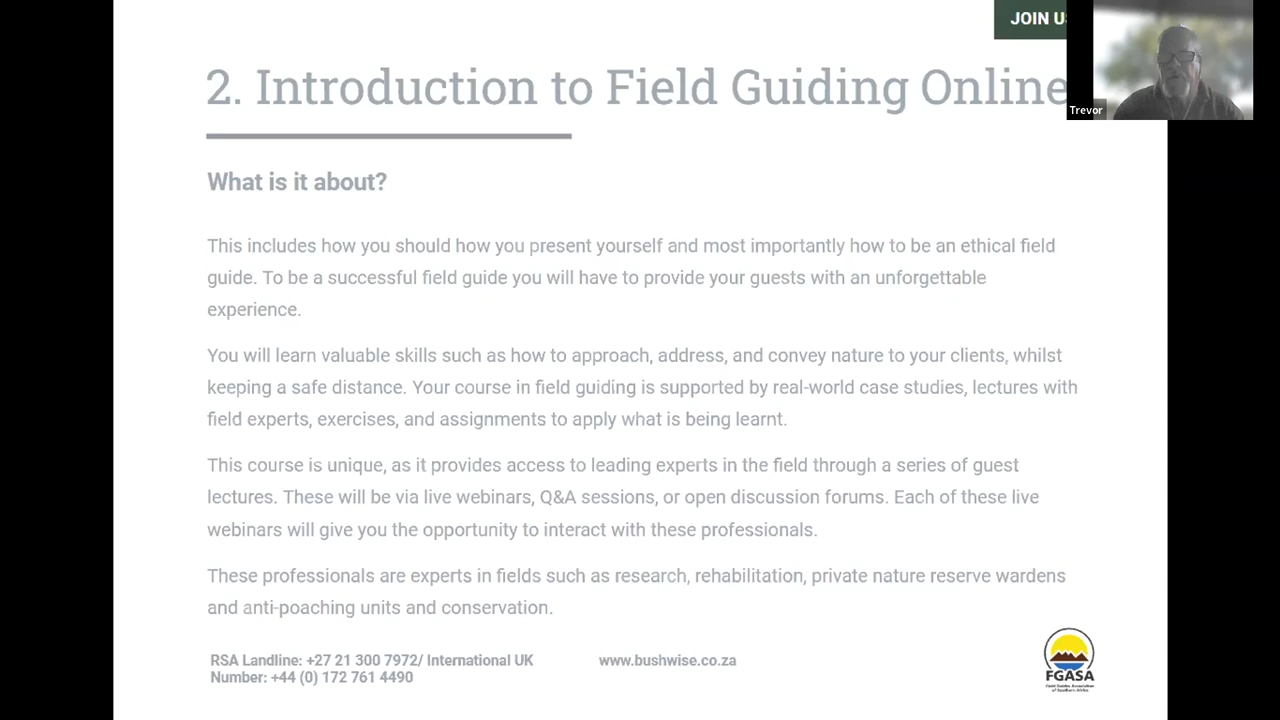 JOIN U
2. Introduction to Field Guiding Online
Trevor
What is it about?
This includes how you should how you present yourself and most importantly how to be an ethical field
guide. To be a successful field guide you will have to provide your guests with an unforgettable
experience.
You will learn valuable skills such as how to approach, address, and convey nature to your clients, whilst
keeping a safe distance. Your course in field guiding is supported by real-world case studies, lectures with
field experts, exercises, and assignments to apply what is being learnt.
This course is unique, as it provides access to leading experts in the field through a series of guest
lectures. These will be via live webinars, Q&A sessions, or open discussion forums. Each of these live
webinars will give you the opportunity to interact with these professionals.
These professionals are experts in fields such as research, rehabilitation, private nature reserve wardens
and anti-poaching units and conservation.
RSA Landline: +27 21 300 7972/ International UK
Number: +44 (0) 172 761 4490
www.bushwise.co.za
FGASA
Field Guides Association
of Southern Africa